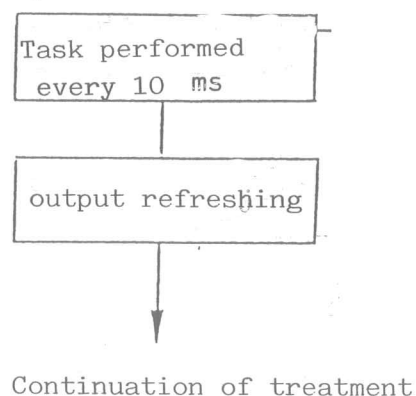 Task performed
every 10 ms
output refreshing
Continuation of treatment